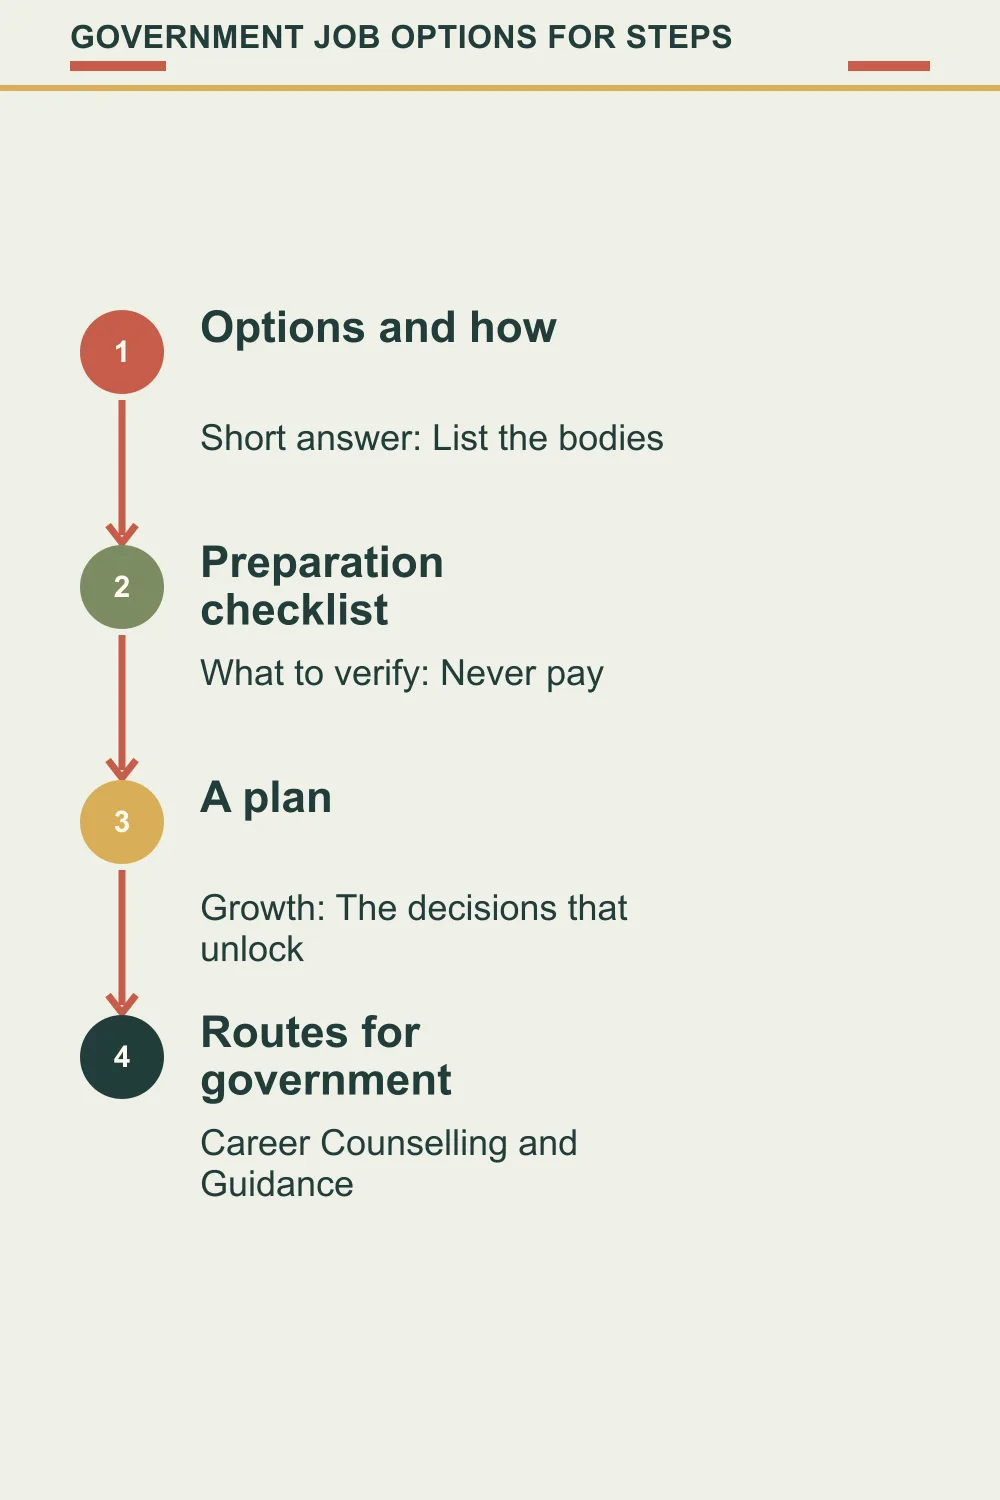 GOVERNMENT JOB OPTIONS FOR STEPS
1
Options and how
Short answer: List the bodies
2
Preparation
checklist
What to verify: Never pay
3
A plan
Growth: The decisions that
unlock
4
Routes for
government
Career Counselling and
Guidance